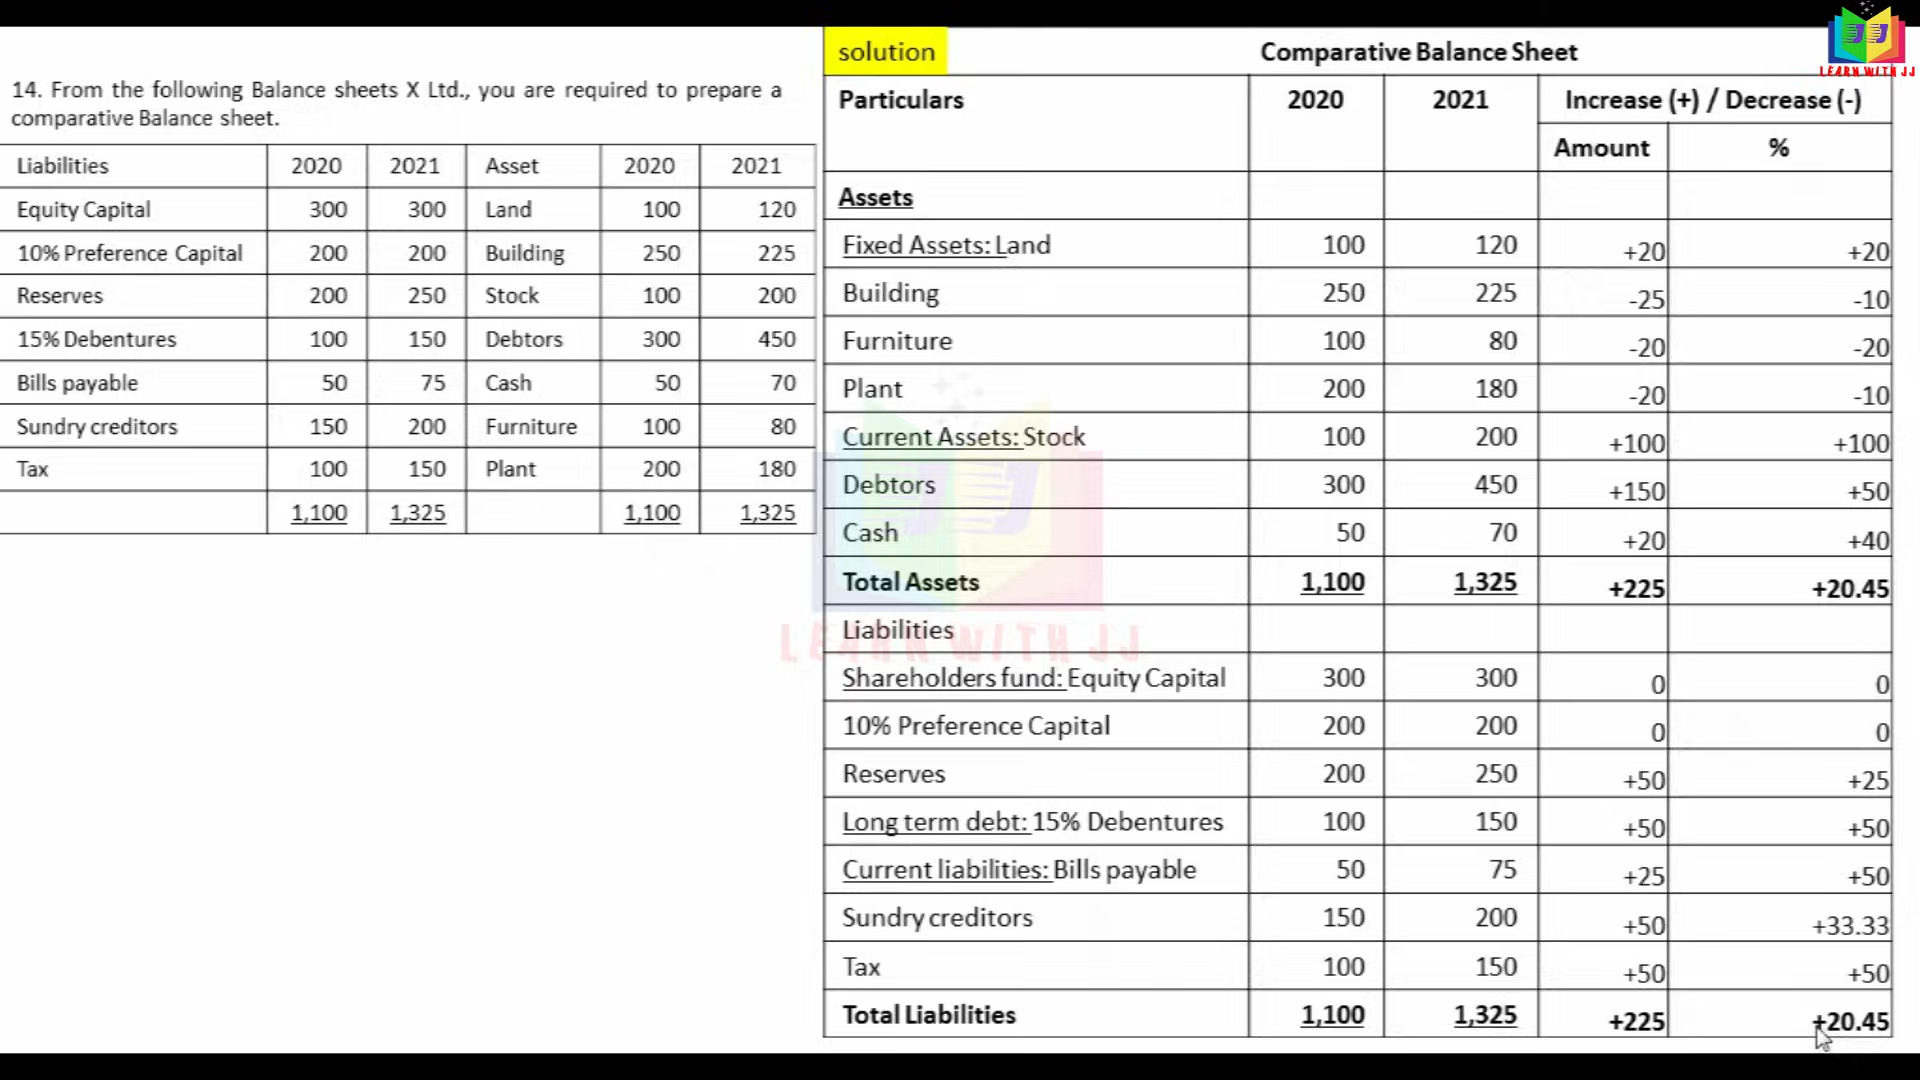 LEARN WITH JJ
14. From the following Balance sheets X Ltd., you are required to prepare a
comparative Balance sheet.
Liabilities 2020 2021 Asset 2020 2021
Equity Capital 300 300 Land 100 120
10% Preference Capital 200 200 Building 250 225
Reserves 200 250 Stock 100 200
15% Debentures 100 150 Debtors 300 450
Bills payable 50 75 Cash 50 70
Sundry creditors 150 200 Furniture 100 80
Tax 100 150 Plant 200 180
1,100 1,325 1,100 1,325
solution Comparative Balance Sheet
Particulars 2020 2021 Increase (+) / Decrease (-)
Amount %
Assets
Fixed Assets: Land 100 120 +20 +20
Building 250 225 -25 -10
Furniture 100 80 -20 -20
Plant 200 180 -20 -10
Current Assets: Stock 100 200 +100 +100
Debtors 300 450 +150 +50
Cash 50 70 +20 +40
Total Assets 1,100 1,325 +225 +20.45
Liabilities
Shareholders fund: Equity Capital 300 300 0 0
10% Preference Capital 200 200 0 0
Reserves 200 250 +50 +25
Long term debt: 15% Debentures 100 150 +50 +50
Current liabilities: Bills payable 50 75 +25 +50
Sundry creditors 150 200 +50 +33.33
Tax 100 150 +50 +50
Total Liabilities 1,100 1,325 +225 +20.45
LEARN WITH JJ